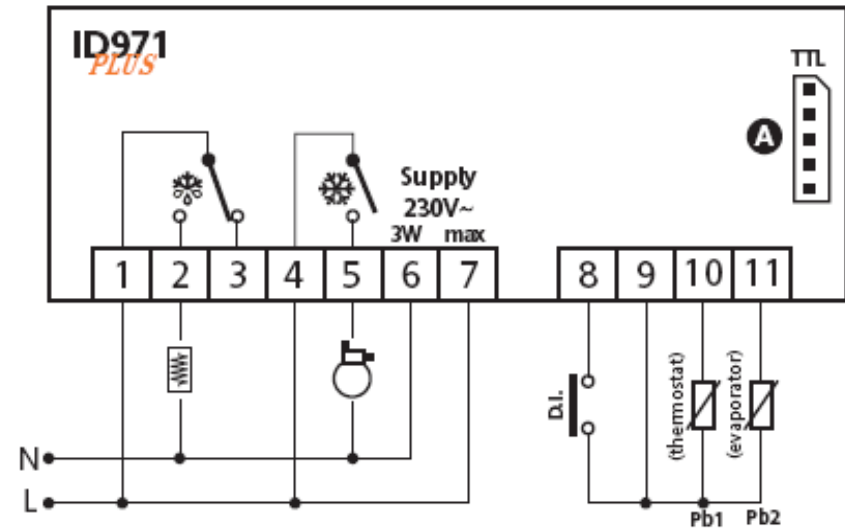 ID971
PLUS
TTL
A
Supply
230V~
3W max
1 2 3 4 5 6 7 8 9 10 11
D.I.
(thermostat)
(evaporator)
N
L
Pb1 Pb2